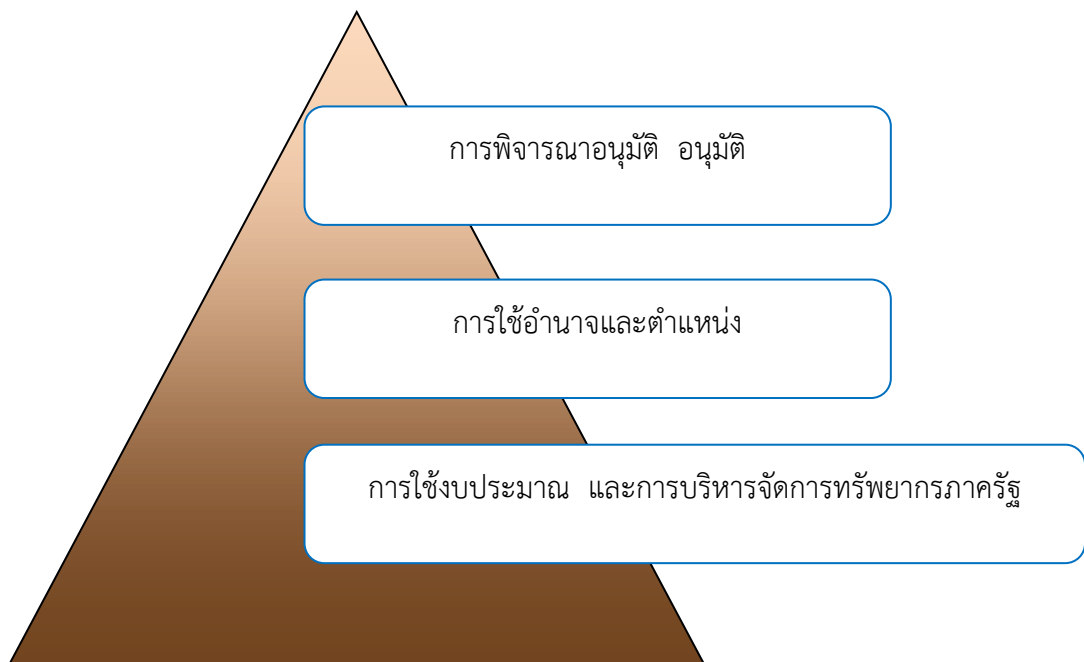 การพิจารณาอนุมัติ อนุมัติ
การใช้อำนาจและตำแหน่ง
การใช้งบประมาณ และการบริหารจัดการทรัพยากรภาครัฐ